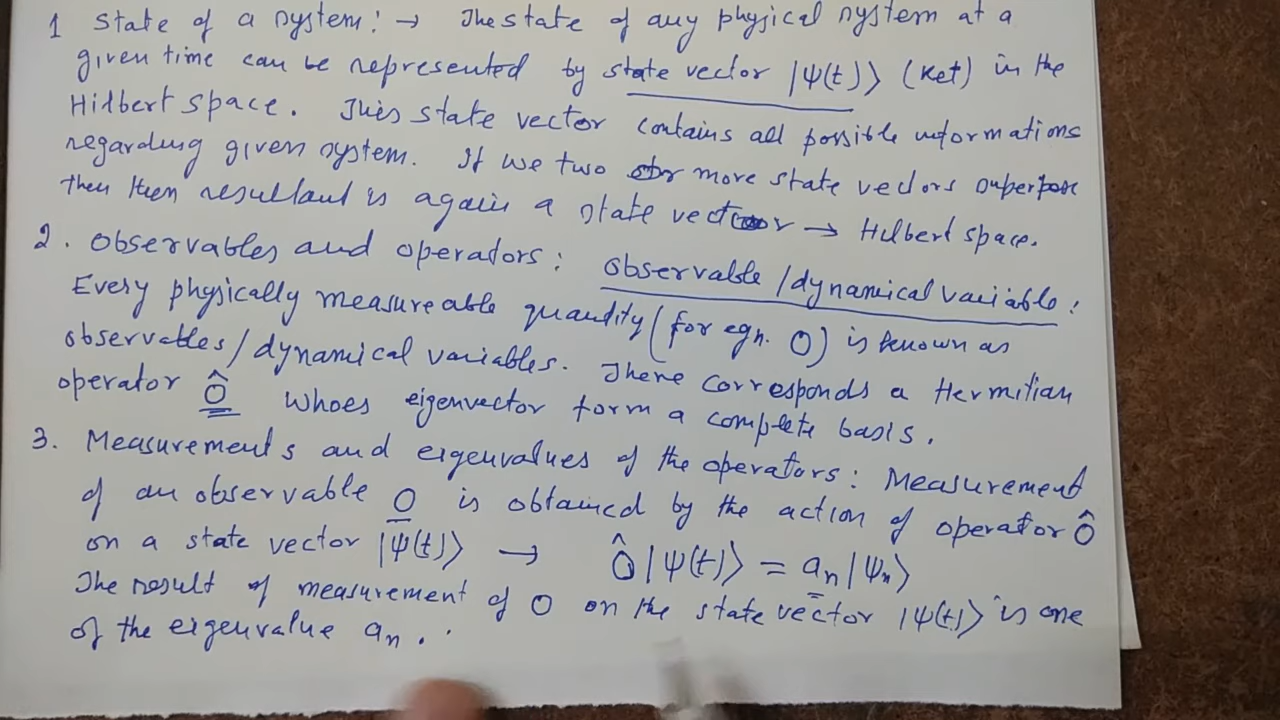 1 State of a system! → The state of any physical system at a
given time can be represented by state vector |Ψ(t)⟩ (Ket) in the
Hilbert space. This state vector contains all possible informations
regarding given system. If we two or more state vectors superpose
then then resultant is again a state vector → Hilbert space.
2. Observables and operators: observable/dynamical variable:
Every physically measureable quantity (for egn. O) is known as
observables/dynamical variables. There corresponds a Hermitian
operator Ô whoes eigenvector form a complete basis.
3. Measurements and eigenvalues of the operators: Measurement
of an observable O is obtained by the action of operator Ô
on a state vector |Ψ(t)⟩ → Ô|Ψ(t)⟩ = aₙ|Ψₙ⟩
The result of measurement of O on the state vector |Ψ(t)⟩ is one
of the eigenvalue aₙ.